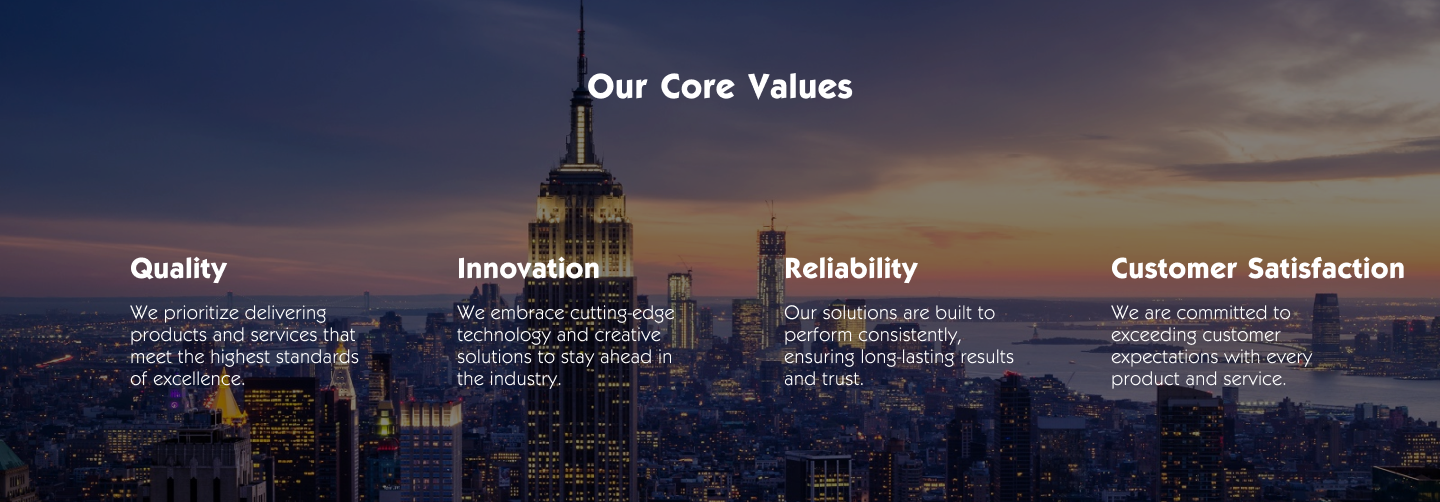 Our Core Values
Quality
We prioritize delivering
products and services that
meet the highest standards
of excellence.
Innovation
We embrace cutting-edge
technology and creative
solutions to stay ahead in
the industry.
Reliability
Our solutions are built to
perform consistently,
ensuring long-lasting results
and trust.
Customer Satisfaction
We are committed to
exceeding customer
expectations with every
product and service.